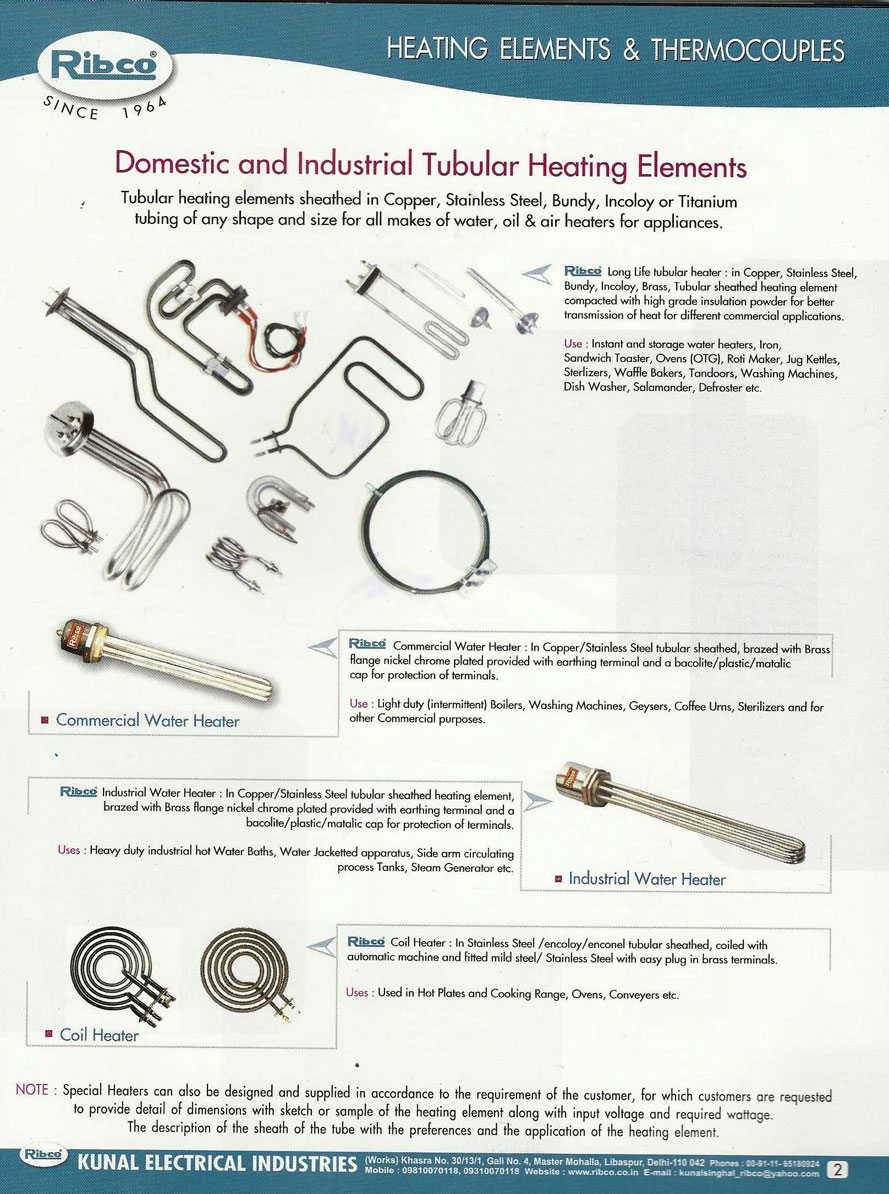 Ribco®
SINCE 1964
HEATING ELEMENTS & THERMOCOUPLES
Domestic and Industrial Tubular Heating Elements
Tubular heating elements sheathed in Copper, Stainless Steel, Bundy, Incoloy or Titanium
tubing of any shape and size for all makes of water, oil & air heaters for appliances.
Ribco Long Life tubular heater : in Copper, Stainless Steel,
Bundy, Incoloy, Brass, Tubular sheathed heating element
compacted with high grade insulation powder for better
transmission of heat for different commercial applications.
Use : Instant and storage water heaters, Iron,
Sandwich Toaster, Ovens (OTG), Roti Maker, Jug Kettles,
Sterlizers, Waffle Bakers, Tandoors, Washing Machines,
Dish Washer, Salamander, Defroster etc.
Ribco
Ribco Commercial Water Heater : In Copper/Stainless Steel tubular sheathed, brazed with Brass
flange nickel chrome plated provided with earthing terminal and a bacolite/plastic/matalic
cap for protection of terminals.
Use : Light duty (intermittent) Boilers, Washing Machines, Geysers, Coffee Urns, Sterilizers and for
other Commercial purposes.
Commercial Water Heater
Ribco Industrial Water Heater : In Copper/Stainless Steel tubular sheathed heating element,
brazed with Brass flange nickel chrome plated provided with earthing terminal and a
bacolite/plastic/matalic cap for protection of terminals.
Uses : Heavy duty industrial hot Water Baths, Water Jacketted apparatus, Side arm circulating
process Tanks, Steam Generator etc.
Ribco
Industrial Water Heater
Ribco Coil Heater : In Stainless Steel /encoloy/enconel tubular sheathed, coiled with
automatic machine and fitted mild steel/ Stainless Steel with easy plug in brass terminals.
Uses : Used in Hot Plates and Cooking Range, Ovens, Conveyers etc.
Coil Heater
NOTE : Special Heaters can also be designed and supplied in accordance to the requirement of the customer, for which customers are requested
to provide detail of dimensions with sketch or sample of the heating element along with input voltage and required wattage.
The description of the sheath of the tube with the preferences and the application of the heating element.
Ribco
KUNAL ELECTRICAL INDUSTRIES
(Works) Khasra No. 30/13/1, Gali No. 4, Master Mohalla, Libaspur, Delhi-110 042 Phones : 00-91-11- 65180924
Mobile : 09810070118, 09310070118 Website : www.ribco.co.in E-mail : kunalsinghal_ribco@yahoo.com
2